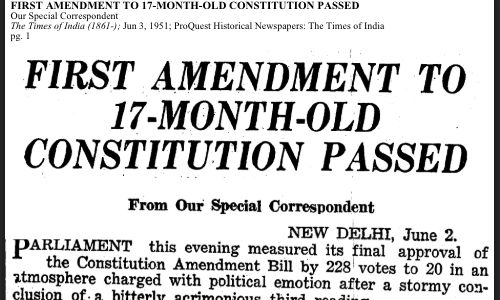 FIRST AMENDMENT TO 17-MONTH-OLD CONSTITUTION PASSED
Our Special Correspondent
The Times of India (1861-); Jun 3, 1951; ProQuest Historical Newspapers: The Times of India
pg. 1
FIRST AMENDMENT TO
17-MONTH-OLD
CONSTITUTION PASSED
From Our Special Correspondent
NEW DELHI, June 2.
PARLIAMENT this evening measured its final approval of
the Constitution Amendment Bill by 228 votes to 20 in an
atmosphere charged with political emotion after a stormy con-
clusion of a bitterly acrimonious third reading